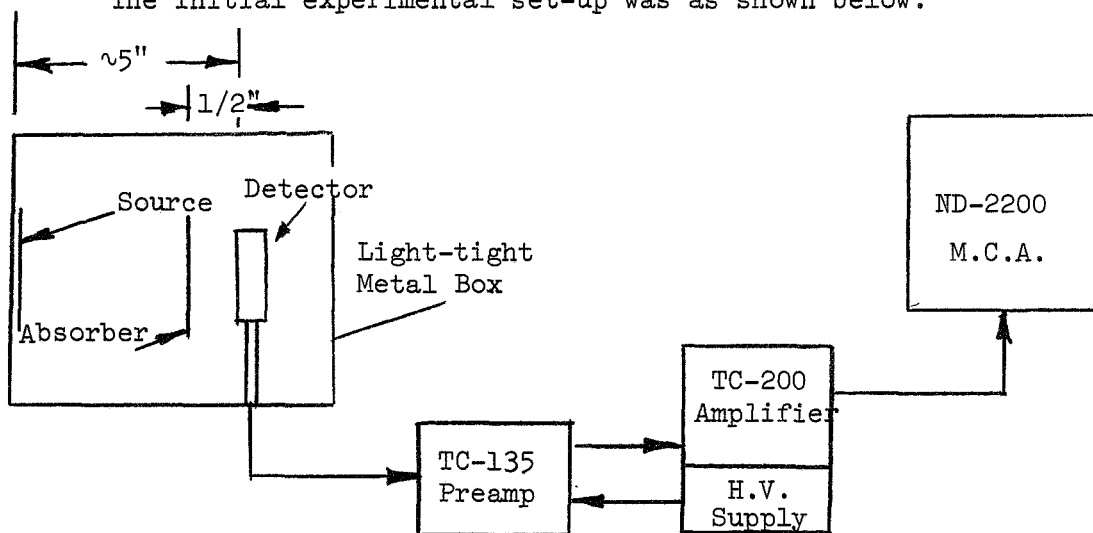 The initial experimental set-up was as shown below.
~5"
1/2"
Source
Detector
Light-tight
Metal Box
Absorber
ND-2200
M.C.A.
TC-200
Amplifier
TC-135
Preamp
H.V.
Supply